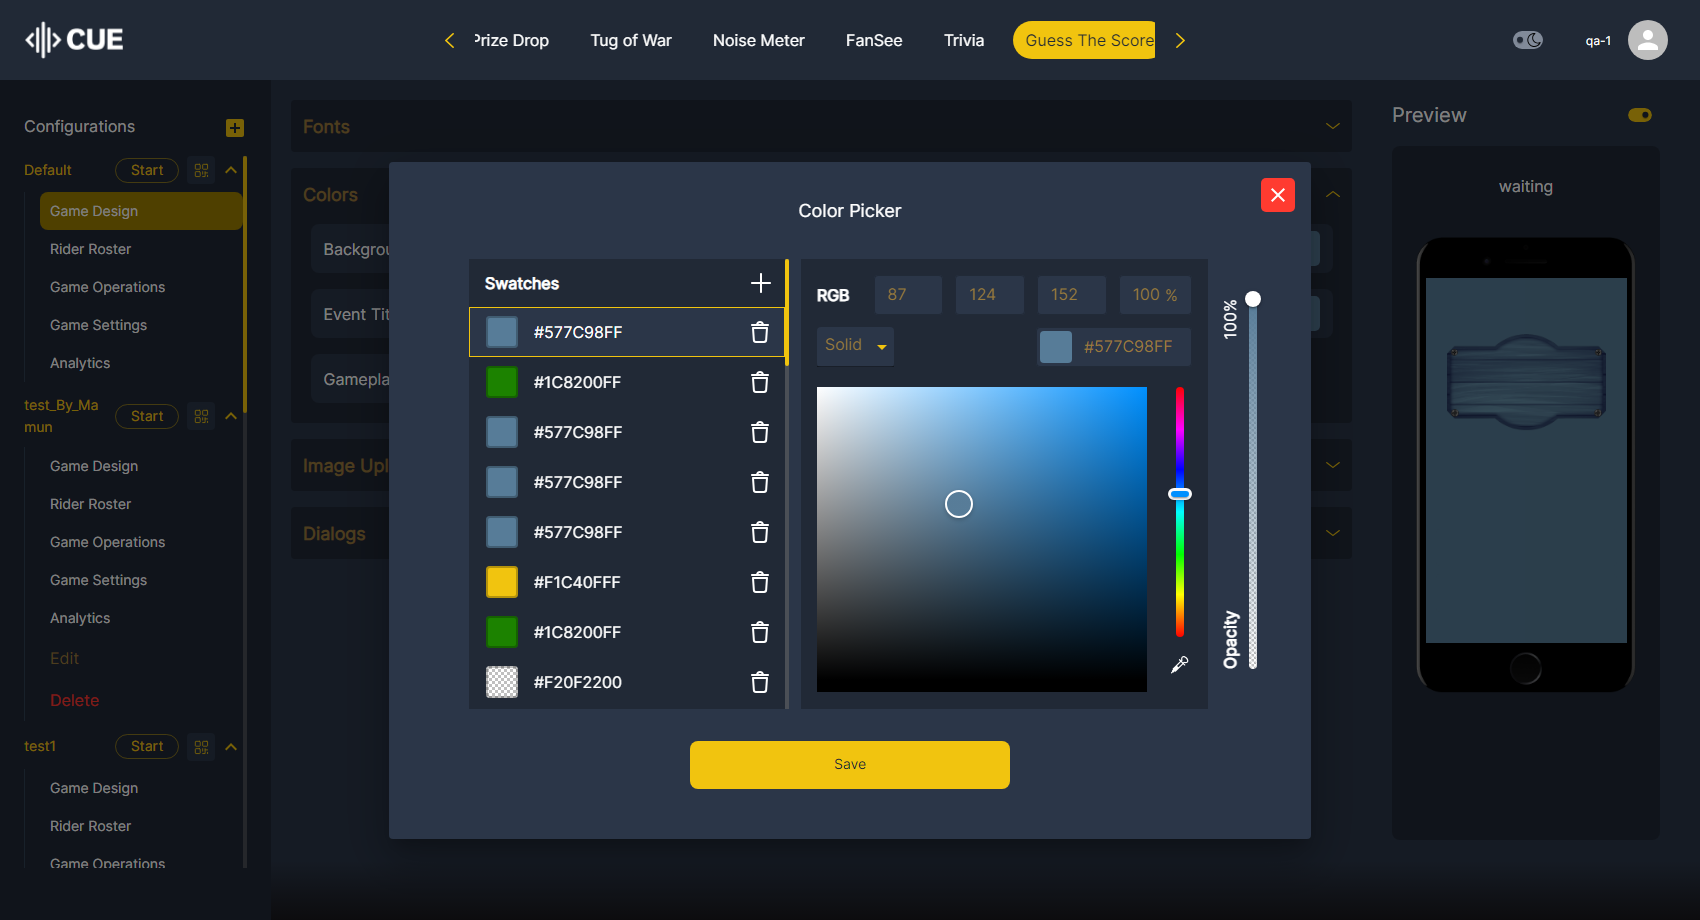 CUE
Prize Drop
Tug of War
Noise Meter
FanSee
Trivia
Guess The Score
qa-1
Configurations
Default
Start
Game Design
Rider Roster
Game Operations
Game Settings
Analytics
test_By_Ma
mun
Start
Game Design
Rider Roster
Game Operations
Game Settings
Analytics
Edit
Delete
test1
Start
Game Design
Rider Roster
Game Operations
Fonts
Colors
Backgrou
Event Tit
Gamepla
Image Upl
Dialogs
Color Picker
Swatches
#577C98FF
#1C8200FF
#577C98FF
#577C98FF
#577C98FF
#F1C40FFF
#1C8200FF
#F20F2200
RGB
87
124
152
100 %
Solid
#577C98FF
100%
Opacity
Save
Preview
waiting